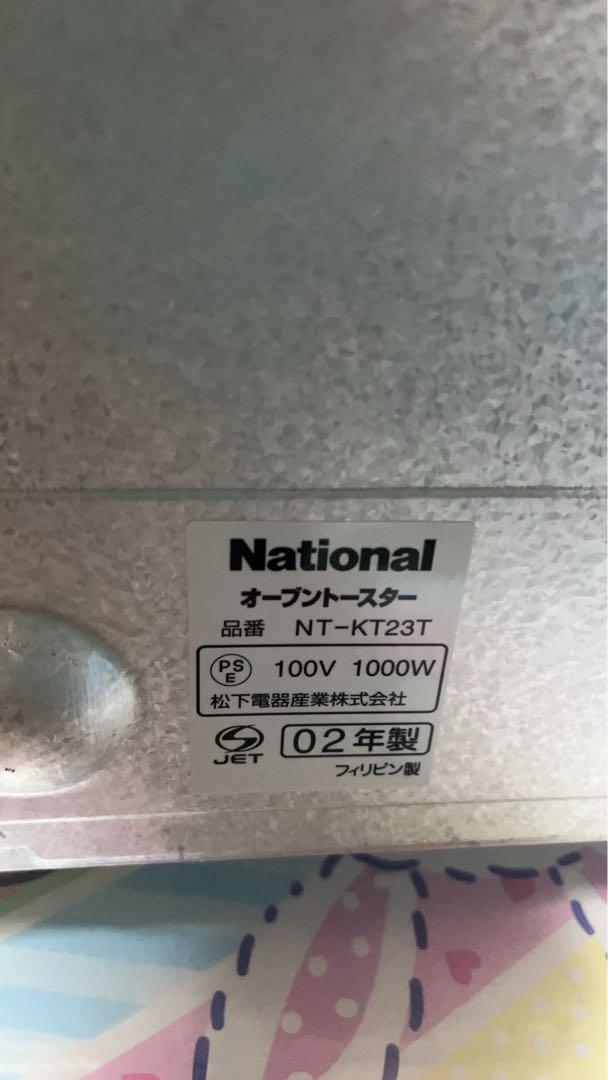 National
オーブントースター
品番 NT-KT23T
PS
E
100V 1000W
松下電器産業株式会社
JET
02年製
フィリピン製